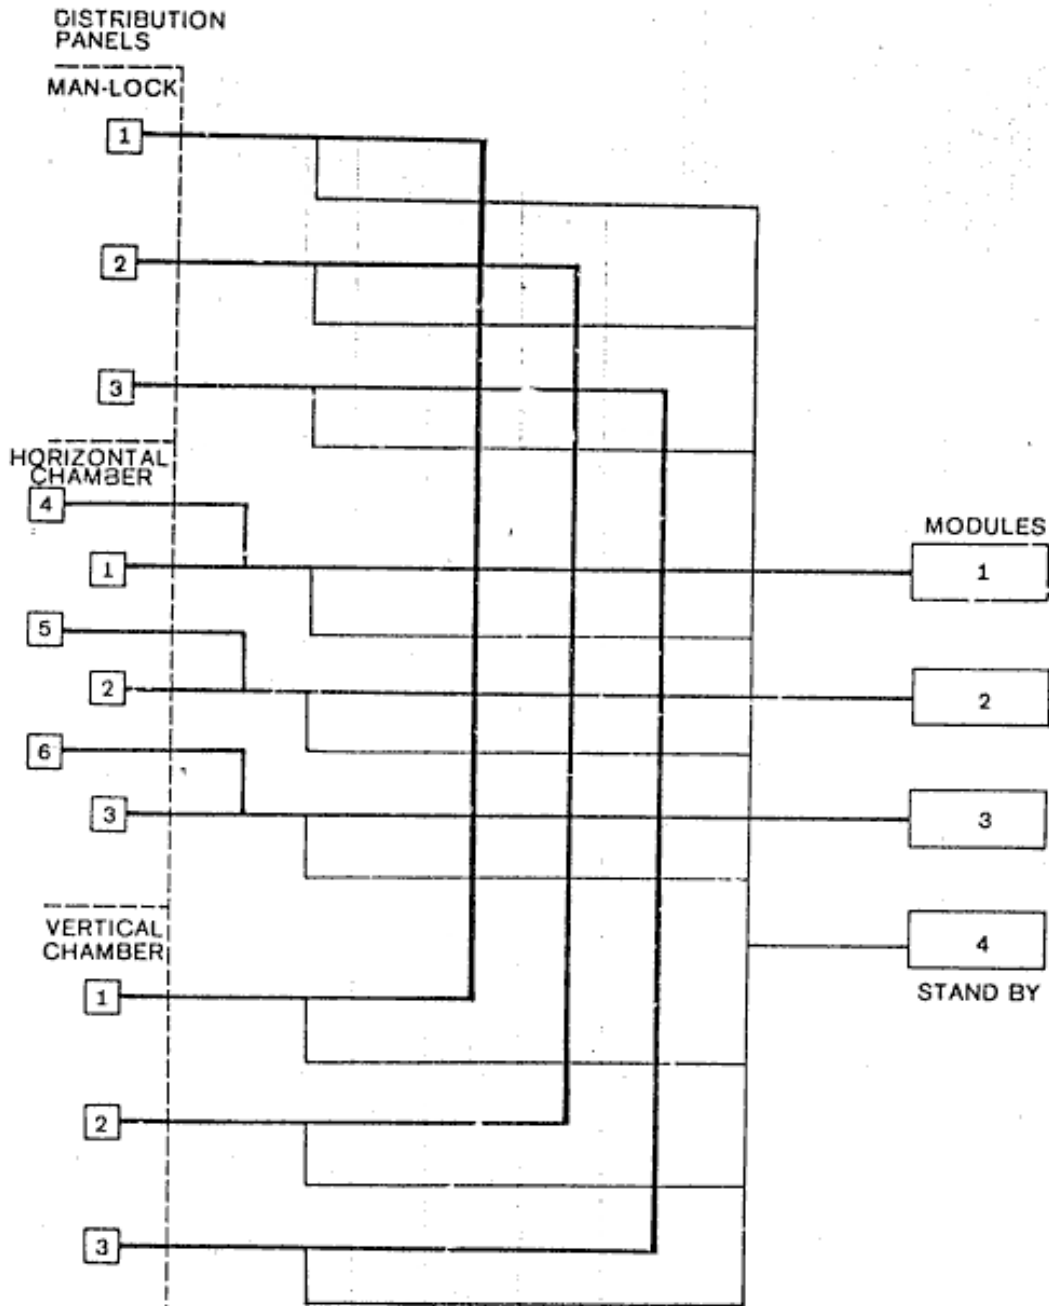 DISTRIBUTION
PANELS
MAN-LOCK
1
2
3
HORIZONTAL
CHAMBER
4
1
5
2
6
3
VERTICAL
CHAMBER
1
2
3
MODULES
1
2
3
4
STAND BY